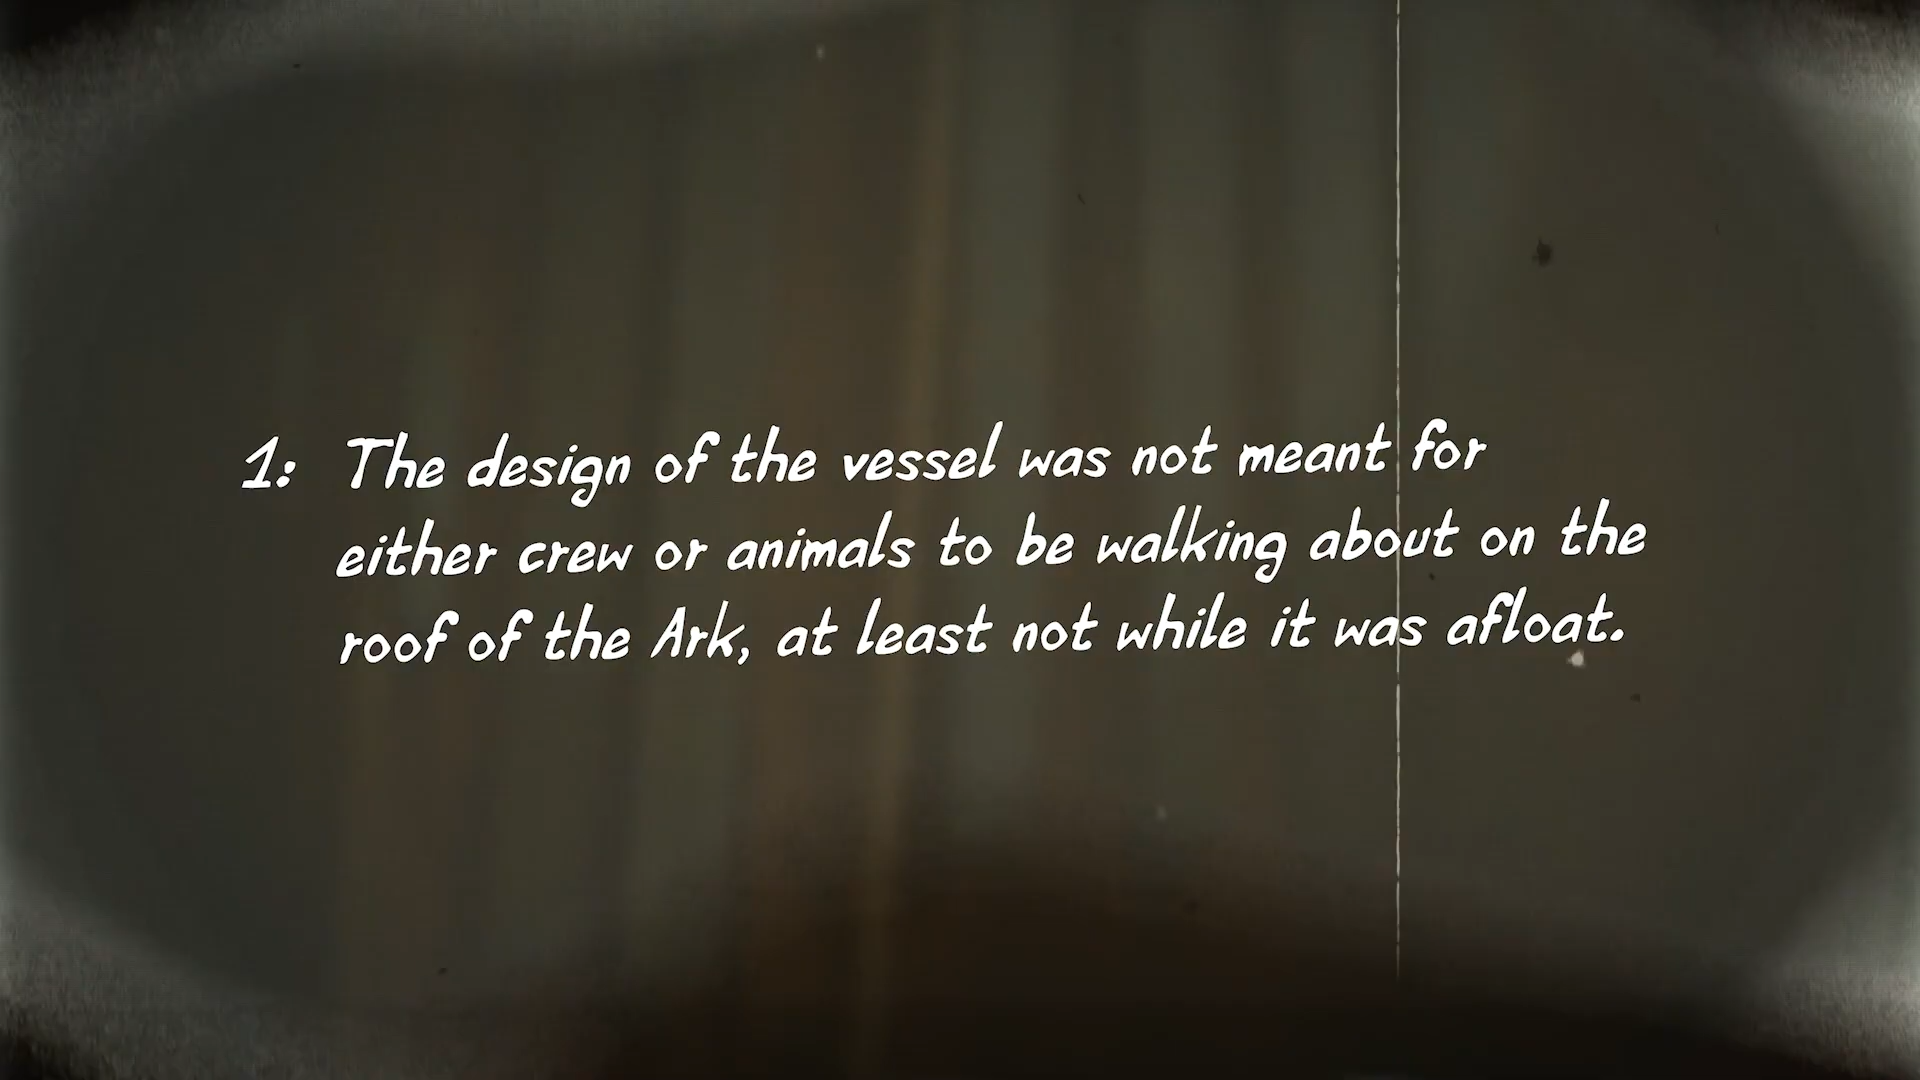 1: The design of the vessel was not meant for
either crew or animals to be walking about on the
roof of the Ark, at least not while it was afloat.